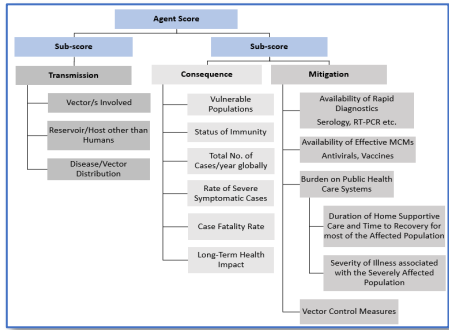 Agent Score
Sub-score
Sub-score
Transmission
Consequence
Mitigation
Vector/s Involved
Reservoir/Host other than
Humans
Disease/Vector
Distribution
Vulnerable
Populations
Status of Immunity
Total No. of
Cases/year globally
Rate of Severe
Symptomatic Cases
Case Fatality Rate
Long-Term Health
Impact
Availability of Rapid
Diagnostics
Serology, RT-PCR etc.
Availability of Effective MCMs
Antivirals, Vaccines
Burden on Public Health
Care Systems
Duration of Home Supportive
Care and Time to Recovery for
most of the Affected Population
Severity of Illness associated
with the Severely Affected
Population
Vector Control Measures